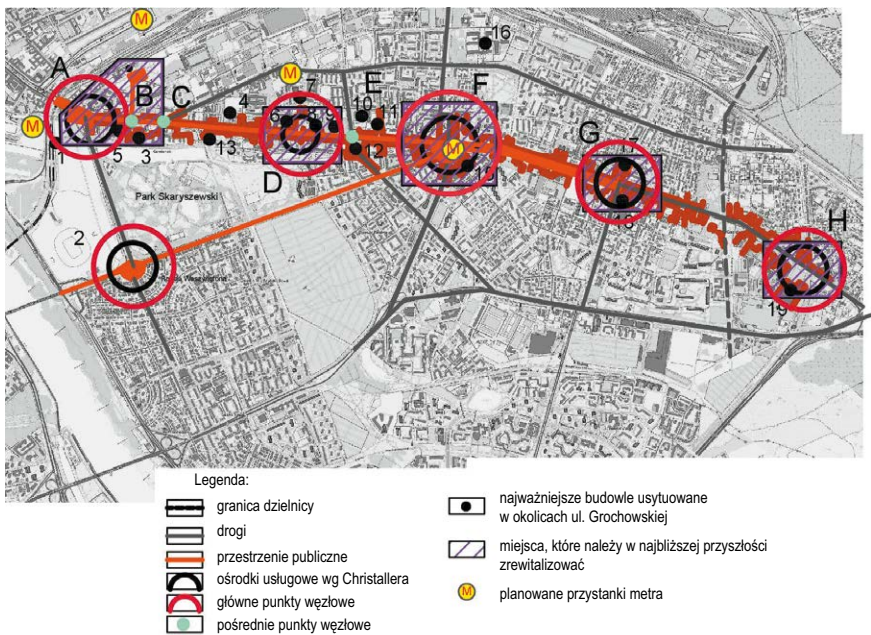 M
16
A
M
7
B
C
4
E
10
11
F
6
8
9
M
1
5
3
13
12
M
G
17
D
15
Park Skaryszewski
18
2
H
19
Legenda:
granica dzielnicy
drogi
przestrzenie publiczne
ośrodki usługowe wg Christallera
główne punkty węzłowe
pośrednie punkty węzłowe
najważniejsze budowle usytuowane
w okolicach ul. Grochowskiej
miejsca, które należy w najbliższej przyszłości
zrewitalizować
M
planowane przystanki metra